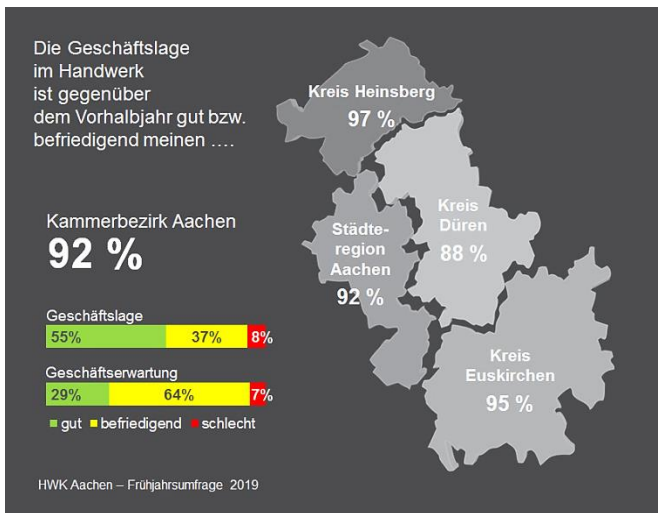 Die Geschäftslage
im Handwerk
ist gegenüber
dem Vorhalbjahr gut bzw.
befriedigend meinen ....
Kreis Heinsberg
97 %
Kreis
Düren
88 %
Städte-
region
Aachen
92 %
Kreis
Euskirchen
95 %
Kammerbezirk Aachen
92 %
Geschäftslage
55% 37% 8%
Geschäftserwartung
29% 64% 7%
gut befriedigend schlecht
HWK Aachen – Frühjahrsumfrage 2019